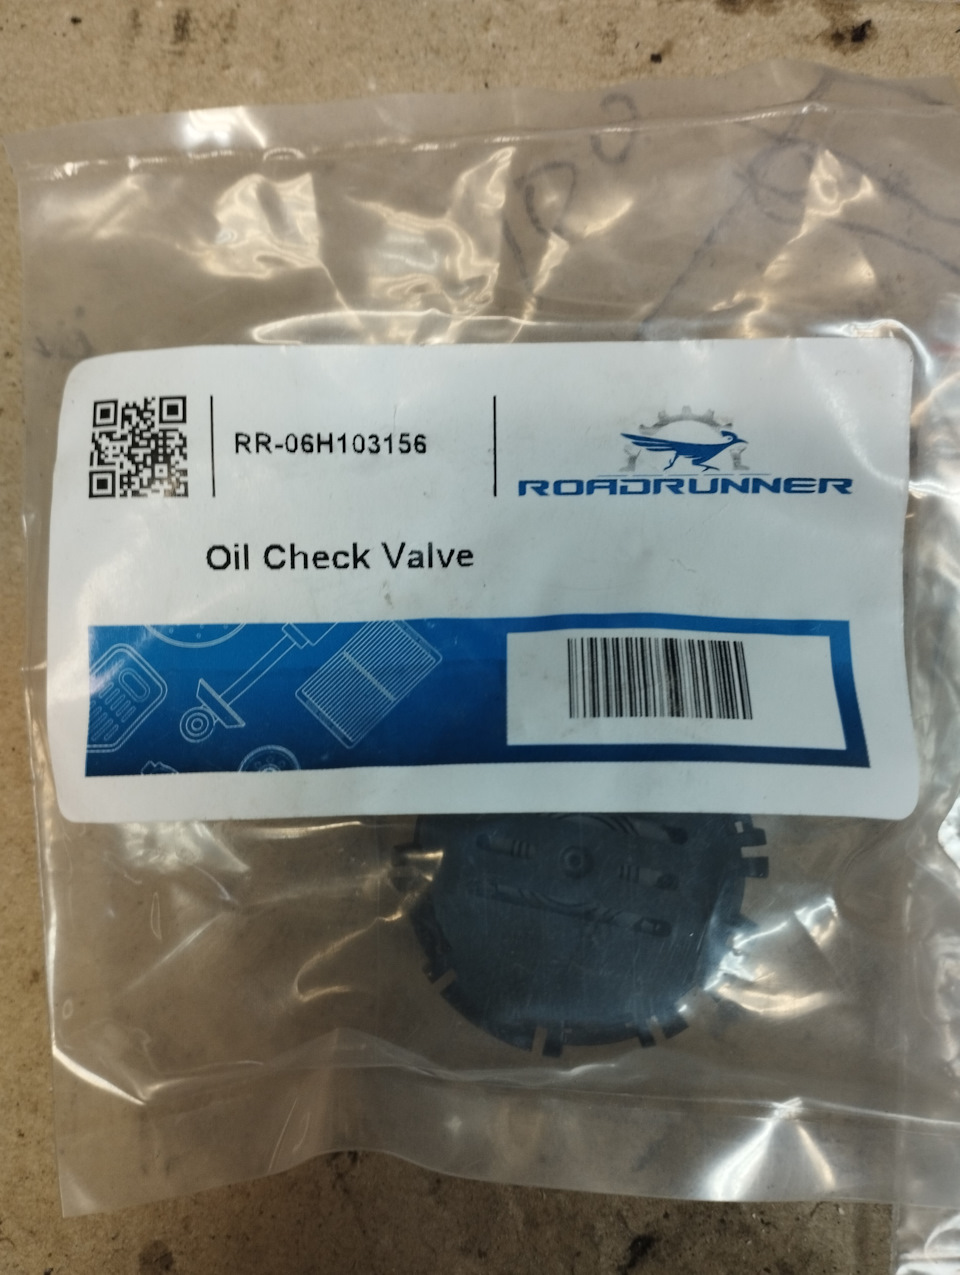 RR-06H103156
ROADRUNNER
Oil Check Valve